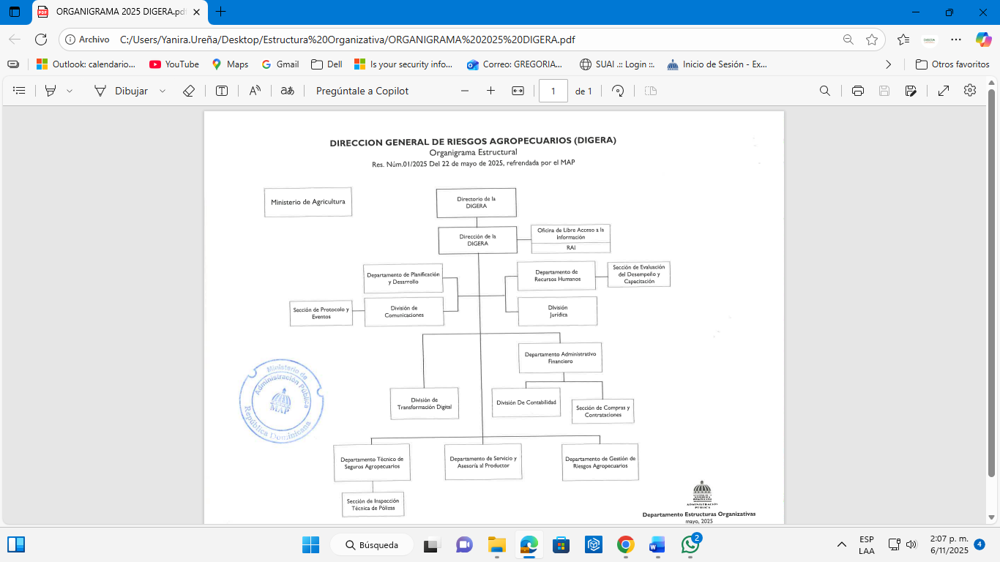 ORGANIGRAMA 2025 DIGERA.pdf
Archivo
C:/Users/Yanira.Ureña/Desktop/Estructura%20Organizativa/ORGANIGRAMA%202025%20DIGERA.pdf
Outlook: calendario...
YouTube
Maps
Gmail
Dell
Is your security info...
Correo: GREGORIA...
SUAI .:: Login ::.
Inicio de Sesión - Ex...
Otros favoritos
Dibujar
Pregúntale a Copilot
1
de 1
DIRECCION GENERAL DE RIESGOS AGROPECUARIOS (DIGERA)
Organigrama Estructural
Res. Núm.01/2025 Del 22 de mayo de 2025, refrendada por el MAP
Ministerio de Agricultura
Directorio de la
DIGERA
Dirección de la
DIGERA
Oficina de Libre Acceso a la
Información
RAI
Departamento de Planificación
y Desarrollo
Departamento de
Recursos Humanos
Sección de Evaluación
del Desempeño y
Capacitación
Sección de Protocolo y
Eventos
División de
Comunicaciones
División
Jurídica
Departamento Administrativo
Financiero
División de
Transformación Digital
División De Contabilidad
Sección de Compras y
Contrataciones
Ministerio de
Administración Pública
MAP
República Dominicana
Departamento Técnico de
Seguros Agropecuarios
Departamento de Servicio y
Asesoría al Productor
Departamento de Gestión de
Riesgos Agropecuarios
Sección de Inspección
Técnica de Pólizas
ADMINISTRACIÓN
PÚBLICA
Departamento Estructuras Organizativas
mayo, 2025
Búsqueda
2
ESP
LAA
2:07 p. m.
6/11/2025
4